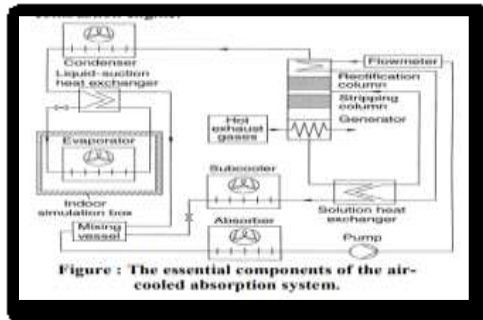 Condenser
Liquid-suction
heat exchanger
Flowmeter
Rectification
column
Stripping
column
Generator
Hot
exhaust
gases
Evaporator
Subcooler
Indoor
simulation box
Solution heat
exchanger
Mixing
vessel
Absorber
Pump
Figure : The essential components of the air-
cooled absorption system.